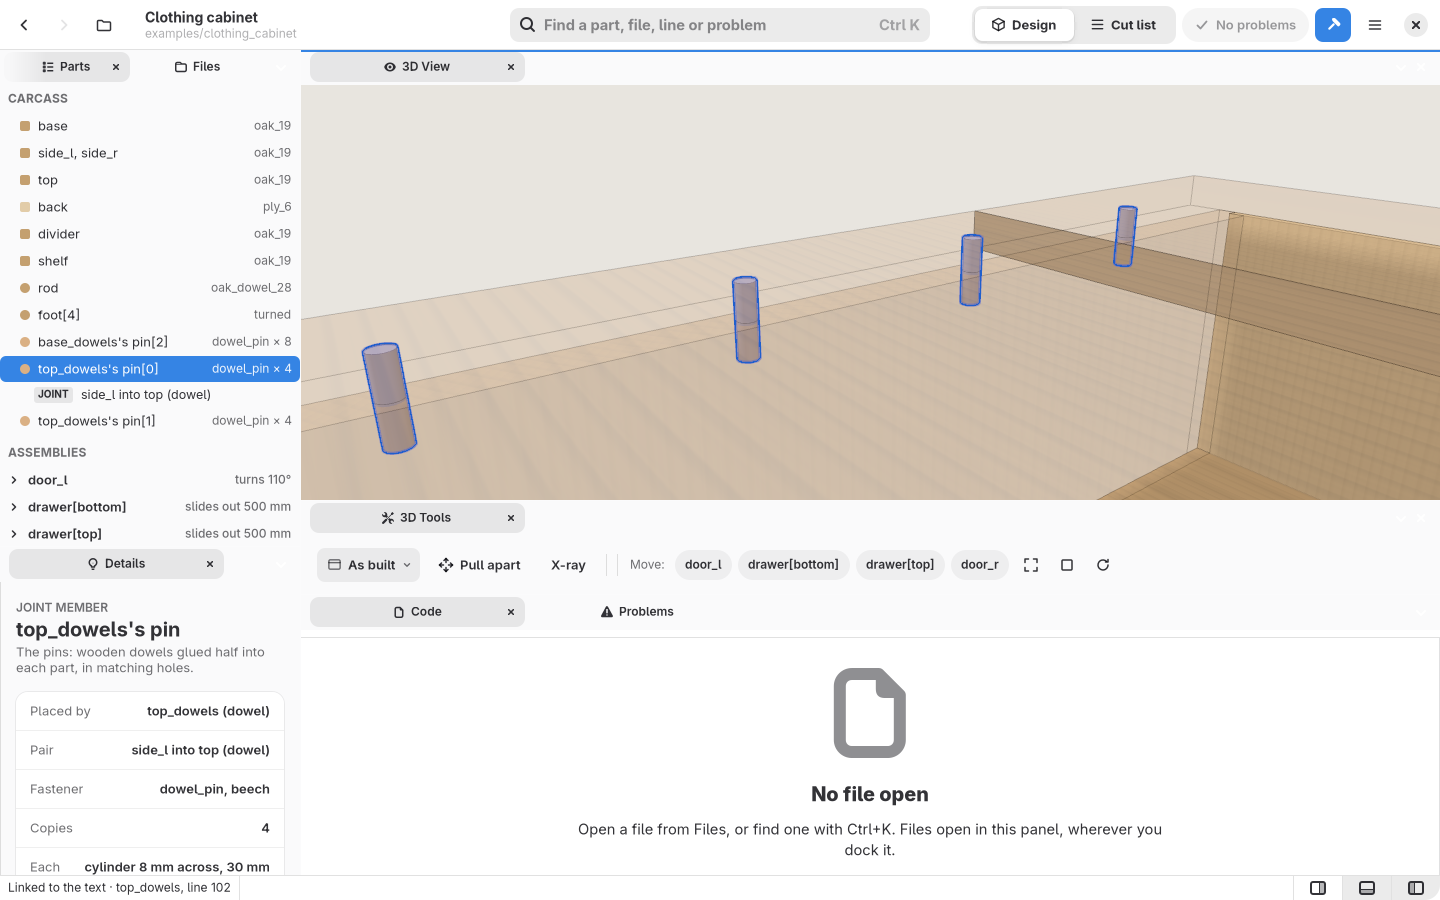 Clothing cabinet
examples/clothing_cabinet
Find a part, file, line or problem
Ctrl K
Design
Cut list
No problems
Parts
Files
3D View
CARCASS
base
oak_19
side_l, side_r
oak_19
top
oak_19
back
ply_6
divider
oak_19
shelf
oak_19
rod
oak_dowel_28
foot[4]
turned
base_dowels's pin[2]
dowel_pin × 8
top_dowels's pin[0]
dowel_pin × 4
JOINT side_l into top (dowel)
top_dowels's pin[1]
dowel_pin × 4
ASSEMBLIES
door_l
turns 110°
drawer[bottom]
slides out 500 mm
drawer[top]
slides out 500 mm
3D Tools
As built
Pull apart
X-ray
Move:
door_l
drawer[bottom]
drawer[top]
door_r
Details
JOINT MEMBER
top_dowels's pin
The pins: wooden dowels glued half into
each part, in matching holes.
Placed by
top_dowels (dowel)
Pair
side_l into top (dowel)
Fastener
dowel_pin, beech
Copies
4
Each
cylinder 8 mm across, 30 mm
Code
Problems
No file open
Open a file from Files, or find one with Ctrl+K. Files open in this panel, wherever you
dock it.
Linked to the text · top_dowels, line 102